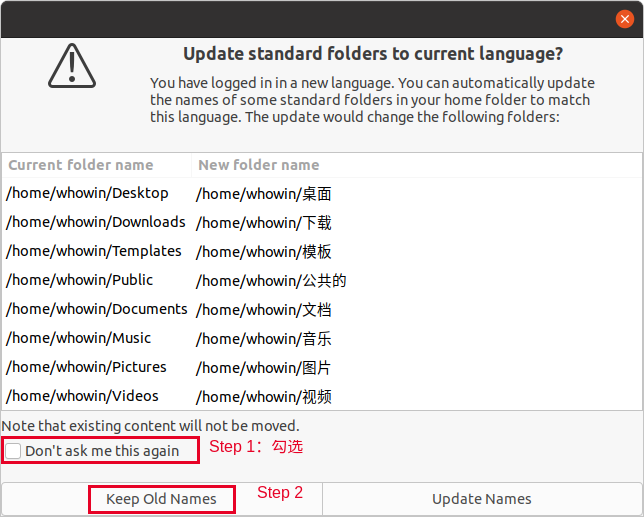 Update standard folders to current language?
You have logged in in a new language. You can automatically update
the names of some standard folders in your home folder to match
this language. The update would change the following folders:
Current folder name New folder name
/home/whowin/Desktop /home/whowin/桌面
/home/whowin/Downloads /home/whowin/下载
/home/whowin/Templates /home/whowin/模板
/home/whowin/Public /home/whowin/公共的
/home/whowin/Documents /home/whowin/文档
/home/whowin/Music /home/whowin/音乐
/home/whowin/Pictures /home/whowin/图片
/home/whowin/Videos /home/whowin/视频
Note that existing content will not be moved.
Don't ask me this again Step 1：勾选
Keep Old Names Step 2 Update Names